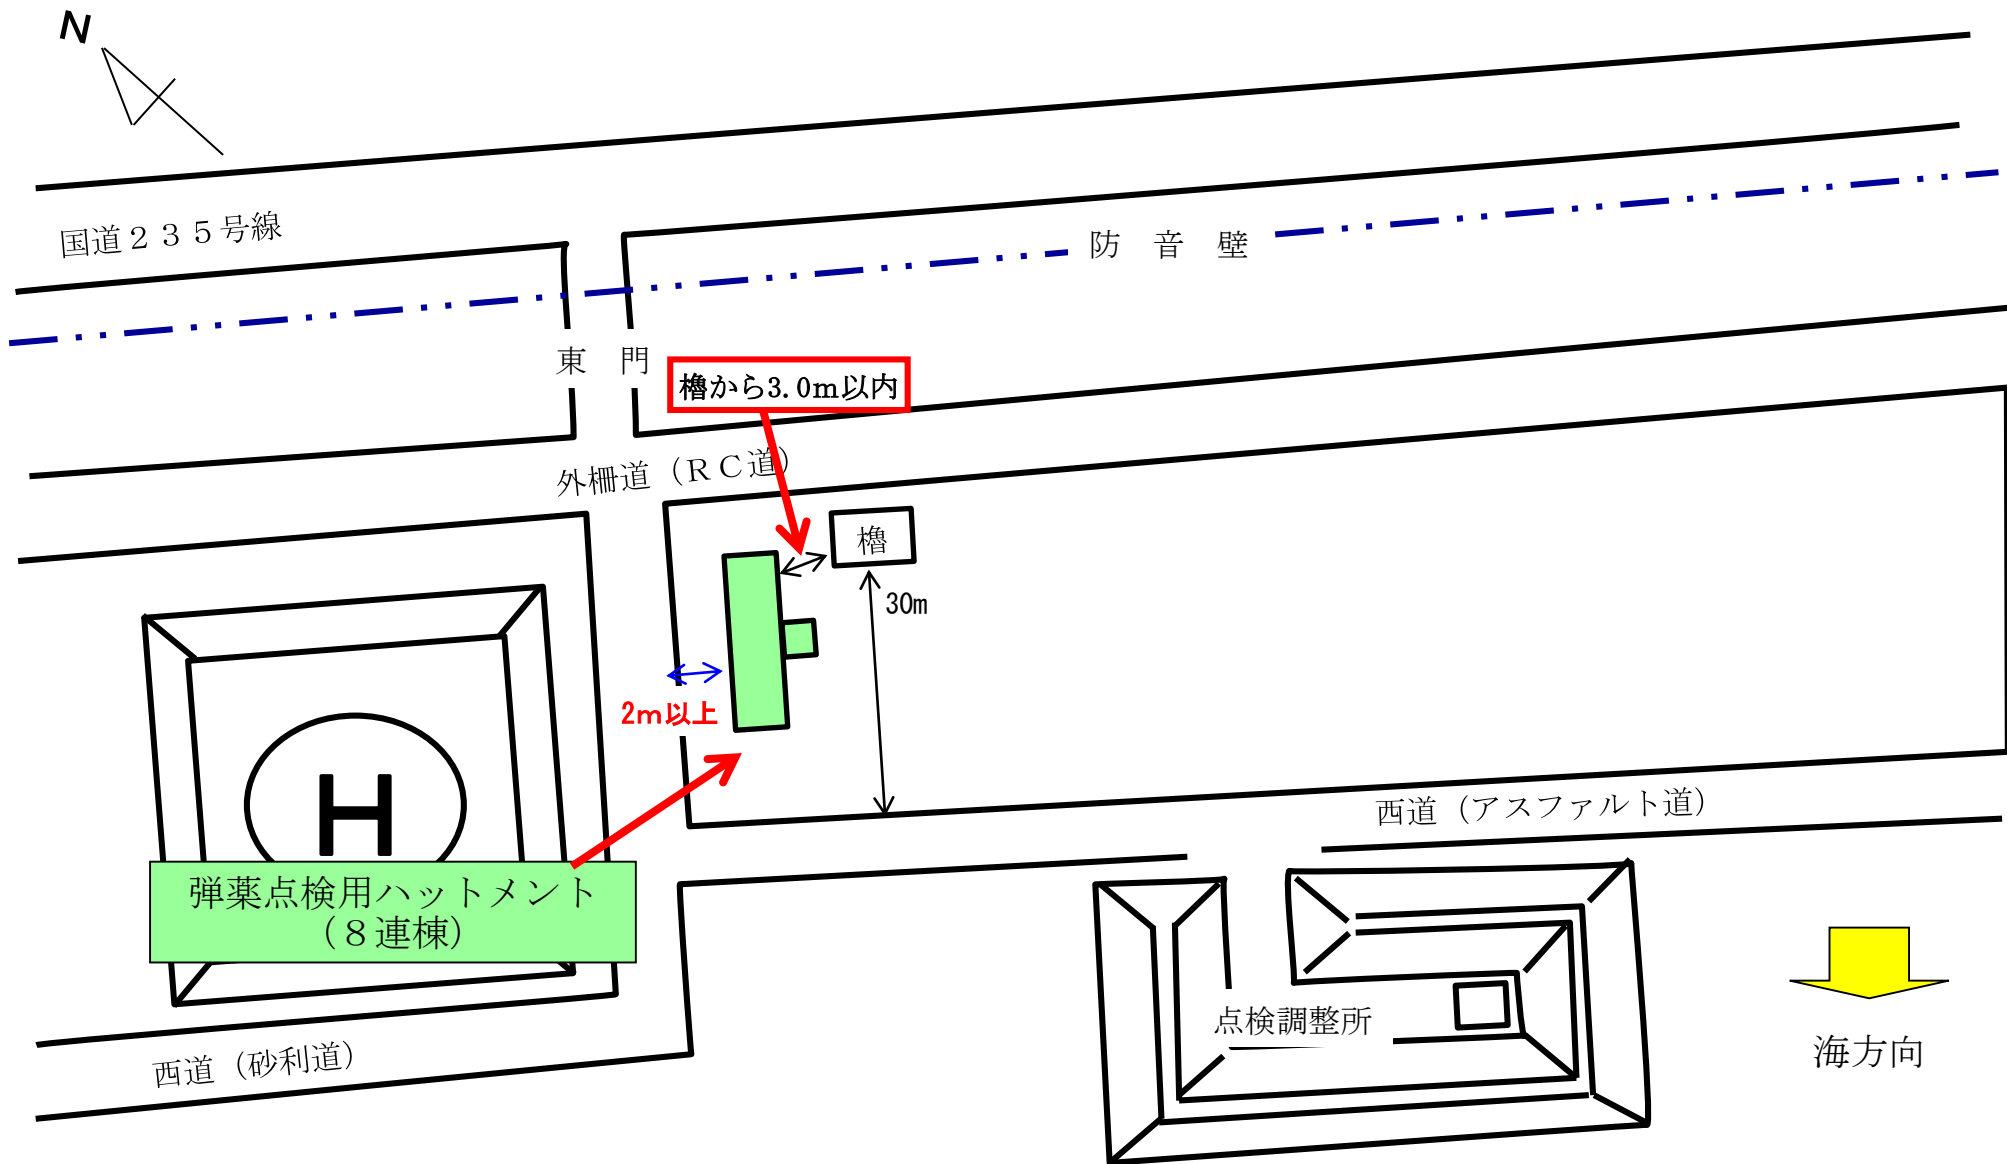 N
国道２３５号線
防　音　壁
東　門
櫓から3.0m以内
外柵道（ＲＣ道）
櫓
30m
2m以上
H
西道（アスファルト道）
弾薬点検用ハットメント
（８連棟）
点検調整所
海方向
西道（砂利道）